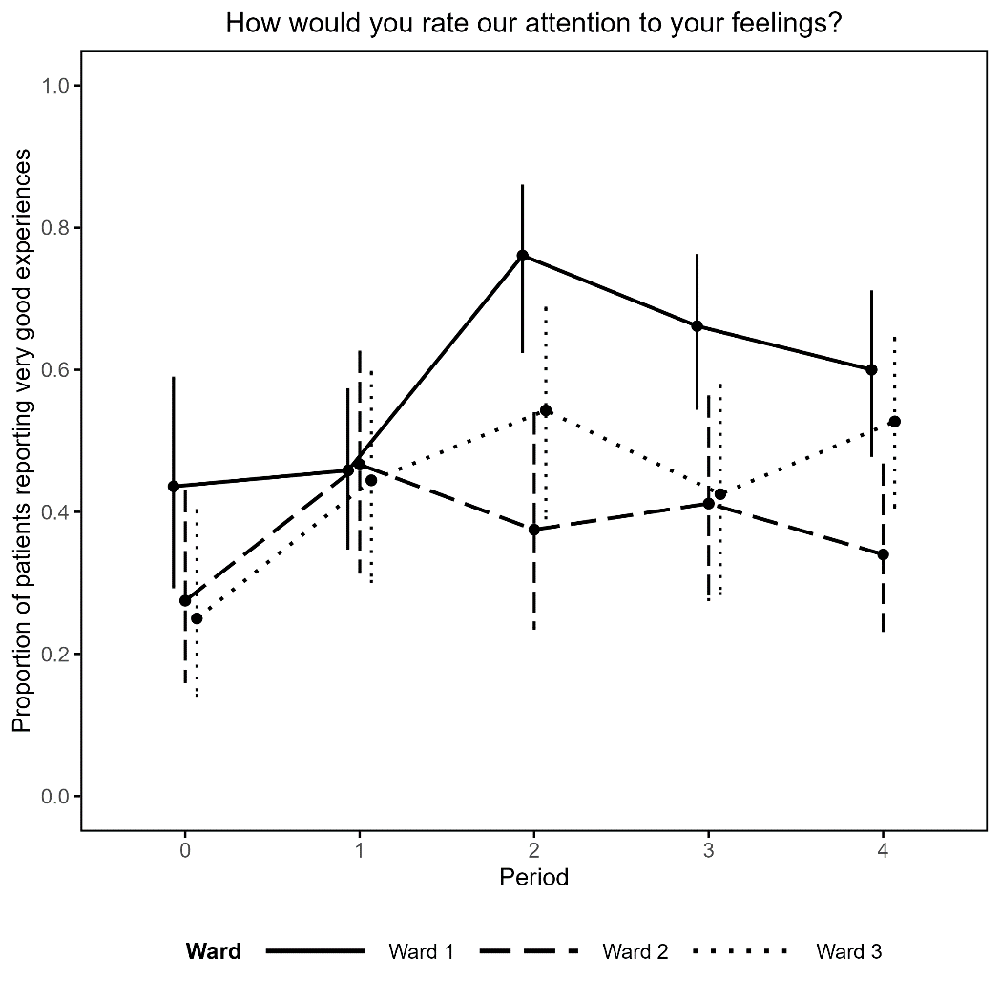 How would you rate our attention to your feelings?
Proportion of patients reporting very good experiences
1.0
0.8
0.6
0.4
0.2
0.0
0 1 2 3 4
Period
Ward Ward 1 Ward 2 Ward 3